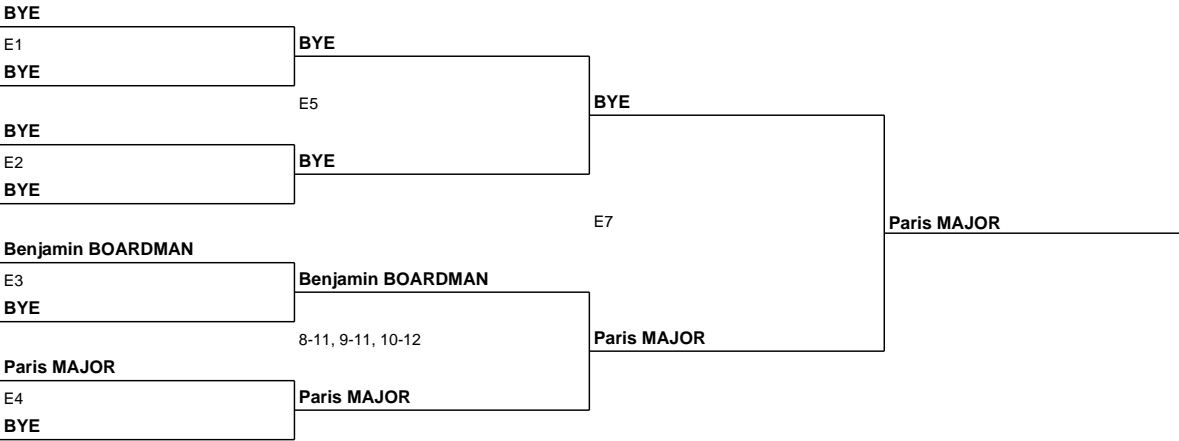 BYE
E1
BYE
BYE
E5
BYE
BYE
E2
BYE
BYE
E7
Paris MAJOR
Benjamin BOARDMAN
E3
Benjamin BOARDMAN
BYE
8-11, 9-11, 10-12
Paris MAJOR
Paris MAJOR
E4
Paris MAJOR
BYE